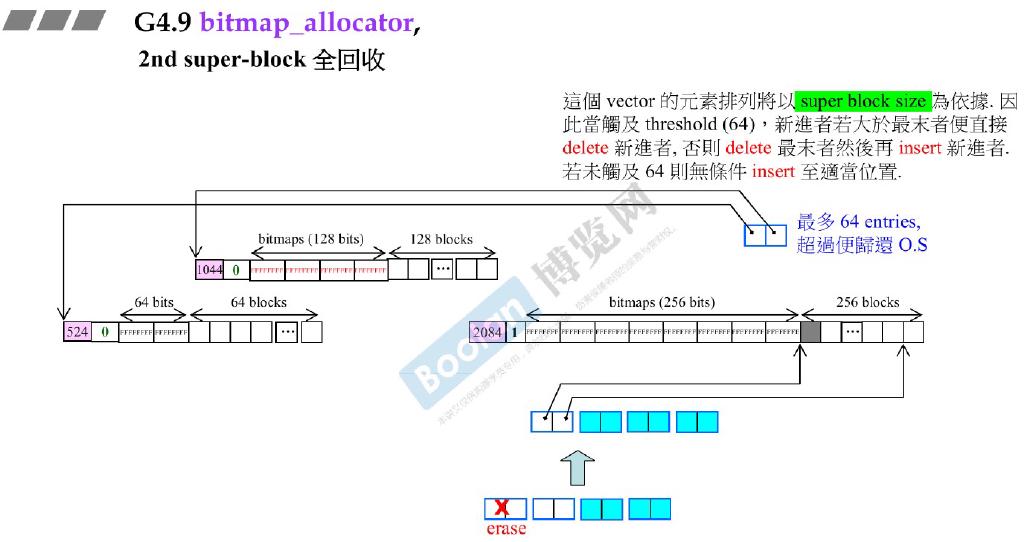 G4.9 bitmap_allocator,
2nd super-block 全回收
這個 vector 的元素排列將以 super block size 為依據. 因
此當觸及 threshold (64),新進者若大於最末者便直接
delete 新進者, 否則 delete 最末者然後再 insert 新進者.
若未觸及 64 則無條件 insert 至適當位置.
最多 64 entries,
超過便歸還 O.S
bitmaps (128 bits) 128 blocks
1044 0 FFFFFFFF FFFFFFFF FFFFFFFF FFFFFFFF ...
64 bits 64 blocks
524 0 FFFFFFFF FFFFFFFF ...
bitmaps (256 bits) 256 blocks
2084 1 FFFFFFFF FFFFFFFF FFFFFFFF FFFFFFFF FFFFFFFF FFFFFFFF FFFFFFFF FFFFFFFF ...
Boolan 博览网
X
erase